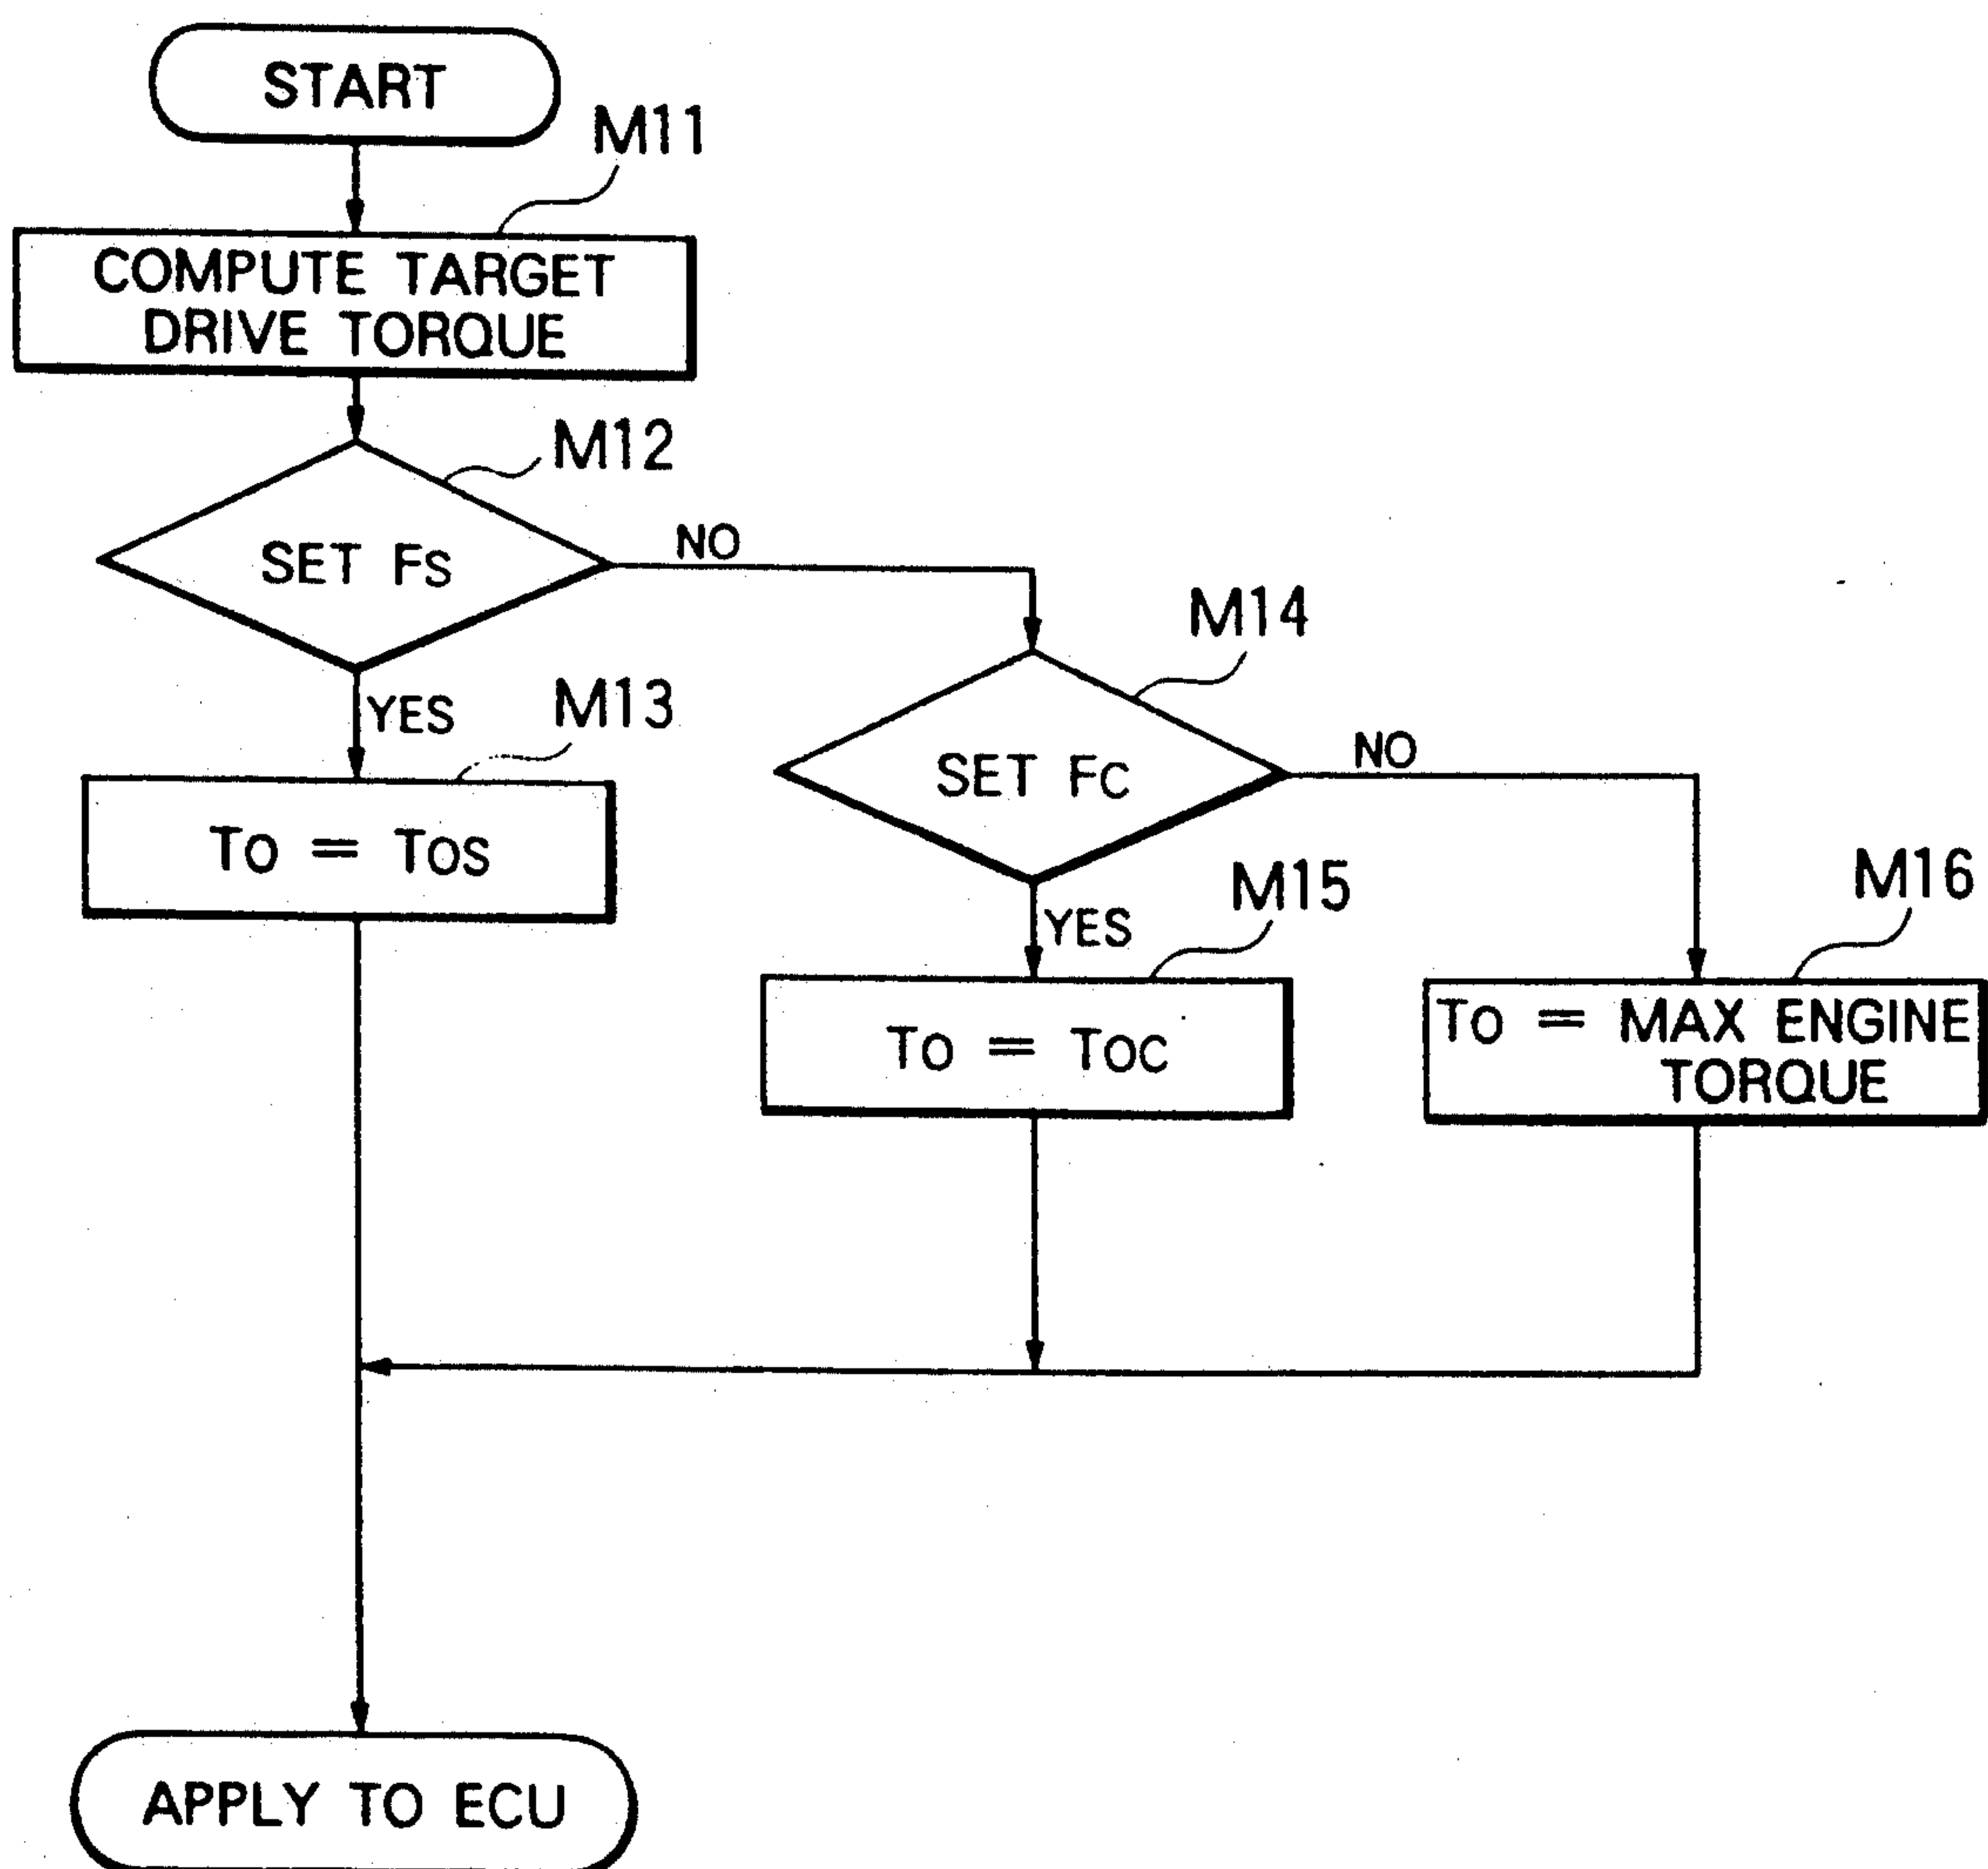 START
M11
COMPUTE TARGET
DRIVE TORQUE
M12
SET FS
NO
YES
M13
TO = TOS
M14
SET FC
NO
YES
M15
TO = TOC
M16
TO = MAX ENGINE
TORQUE
APPLY TO ECU